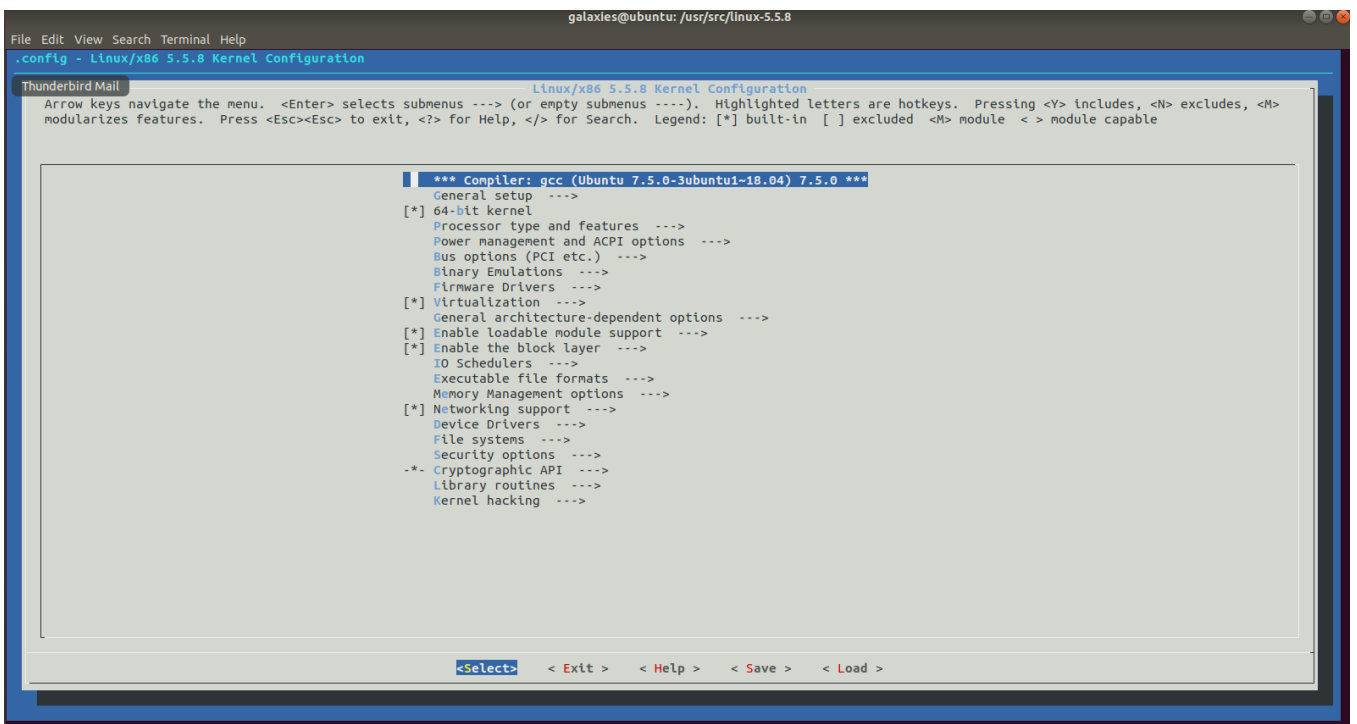 galaxies@ubuntu: /usr/src/linux-5.5.8
File Edit View Search Terminal Help
.config - Linux/x86 5.5.8 Kernel Configuration
Thunderbird Mail
Linux/x86 5.5.8 Kernel Configuration
Arrow keys navigate the menu. <Enter> selects submenus ---> (or empty submenus ----). Highlighted letters are hotkeys. Pressing <Y> includes, <N> excludes, <M>
modularizes features. Press <Esc><Esc> to exit, <?> for Help, </> for Search. Legend: [*] built-in [ ] excluded <M> module < > module capable
*** Compiler: gcc (Ubuntu 7.5.0-3ubuntu1~18.04) 7.5.0 ***
General setup --->
[*] 64-bit kernel
Processor type and features --->
Power management and ACPI options --->
Bus options (PCI etc.) --->
Binary Emulations --->
Firmware Drivers --->
[*] Virtualization --->
General architecture-dependent options --->
[*] Enable loadable module support --->
[*] Enable the block layer --->
IO Schedulers --->
Executable file formats --->
Memory Management options --->
[*] Networking support --->
Device Drivers --->
File systems --->
Security options --->
-*- Cryptographic API --->
Library routines --->
Kernel hacking --->
<Select> < Exit > < Help > < Save > < Load >